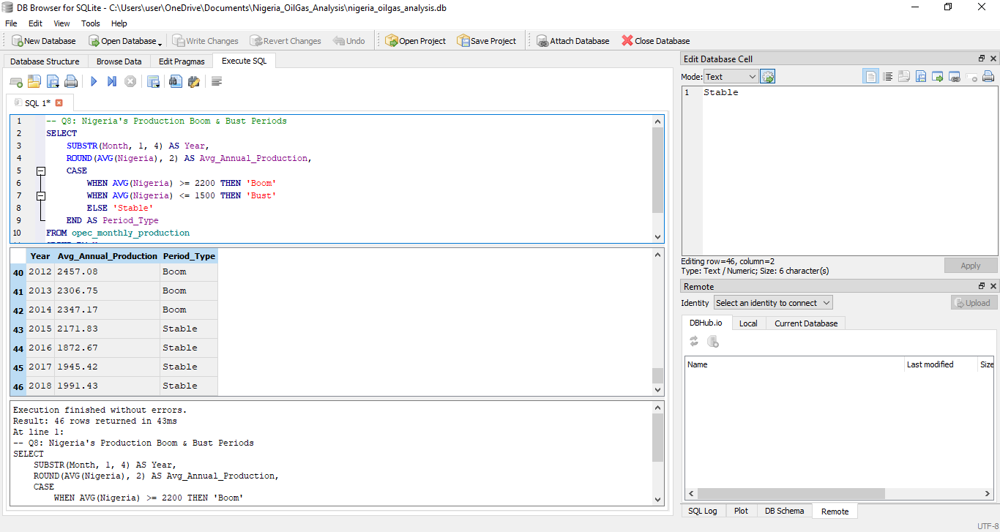 DB Browser for SQLite - C:\Users\user\OneDrive\Documents\Nigeria_OilGas_Analysis\nigeria_oilgas_analysis.db
File Edit View Tools Help
New Database Open Database Write Changes Revert Changes Undo Open Project Save Project Attach Database Close Database
Database Structure Browse Data Edit Pragmas Execute SQL
SQL 1*
1 -- Q8: Nigeria's Production Boom & Bust Periods
2 SELECT
3 SUBSTR(Month, 1, 4) AS Year,
4 ROUND(AVG(Nigeria), 2) AS Avg_Annual_Production,
5 CASE
6 WHEN AVG(Nigeria) >= 2200 THEN 'Boom'
7 WHEN AVG(Nigeria) <= 1500 THEN 'Bust'
8 ELSE 'Stable'
9 END AS Period_Type
10 FROM opec_monthly_production
Year Avg_Annual_Production Period_Type
40 2012 2457.08 Boom
41 2013 2306.75 Boom
42 2014 2347.17 Boom
43 2015 2171.83 Stable
44 2016 1872.67 Stable
45 2017 1945.42 Stable
46 2018 1991.43 Stable
Execution finished without errors.
Result: 46 rows returned in 43ms
At line 1:
-- Q8: Nigeria's Production Boom & Bust Periods
SELECT
SUBSTR(Month, 1, 4) AS Year,
ROUND(AVG(Nigeria), 2) AS Avg_Annual_Production,
CASE
WHEN AVG(Nigeria) >= 2200 THEN 'Boom'
Edit Database Cell
Mode: Text
1 Stable
Editing row=46, column=2
Type: Text / Numeric; Size: 6 character(s)
Apply
Remote
Identity Select an identity to connect Upload
DBHub.io Local Current Database
Name Last modified Size
SQL Log Plot DB Schema Remote
UTF-8